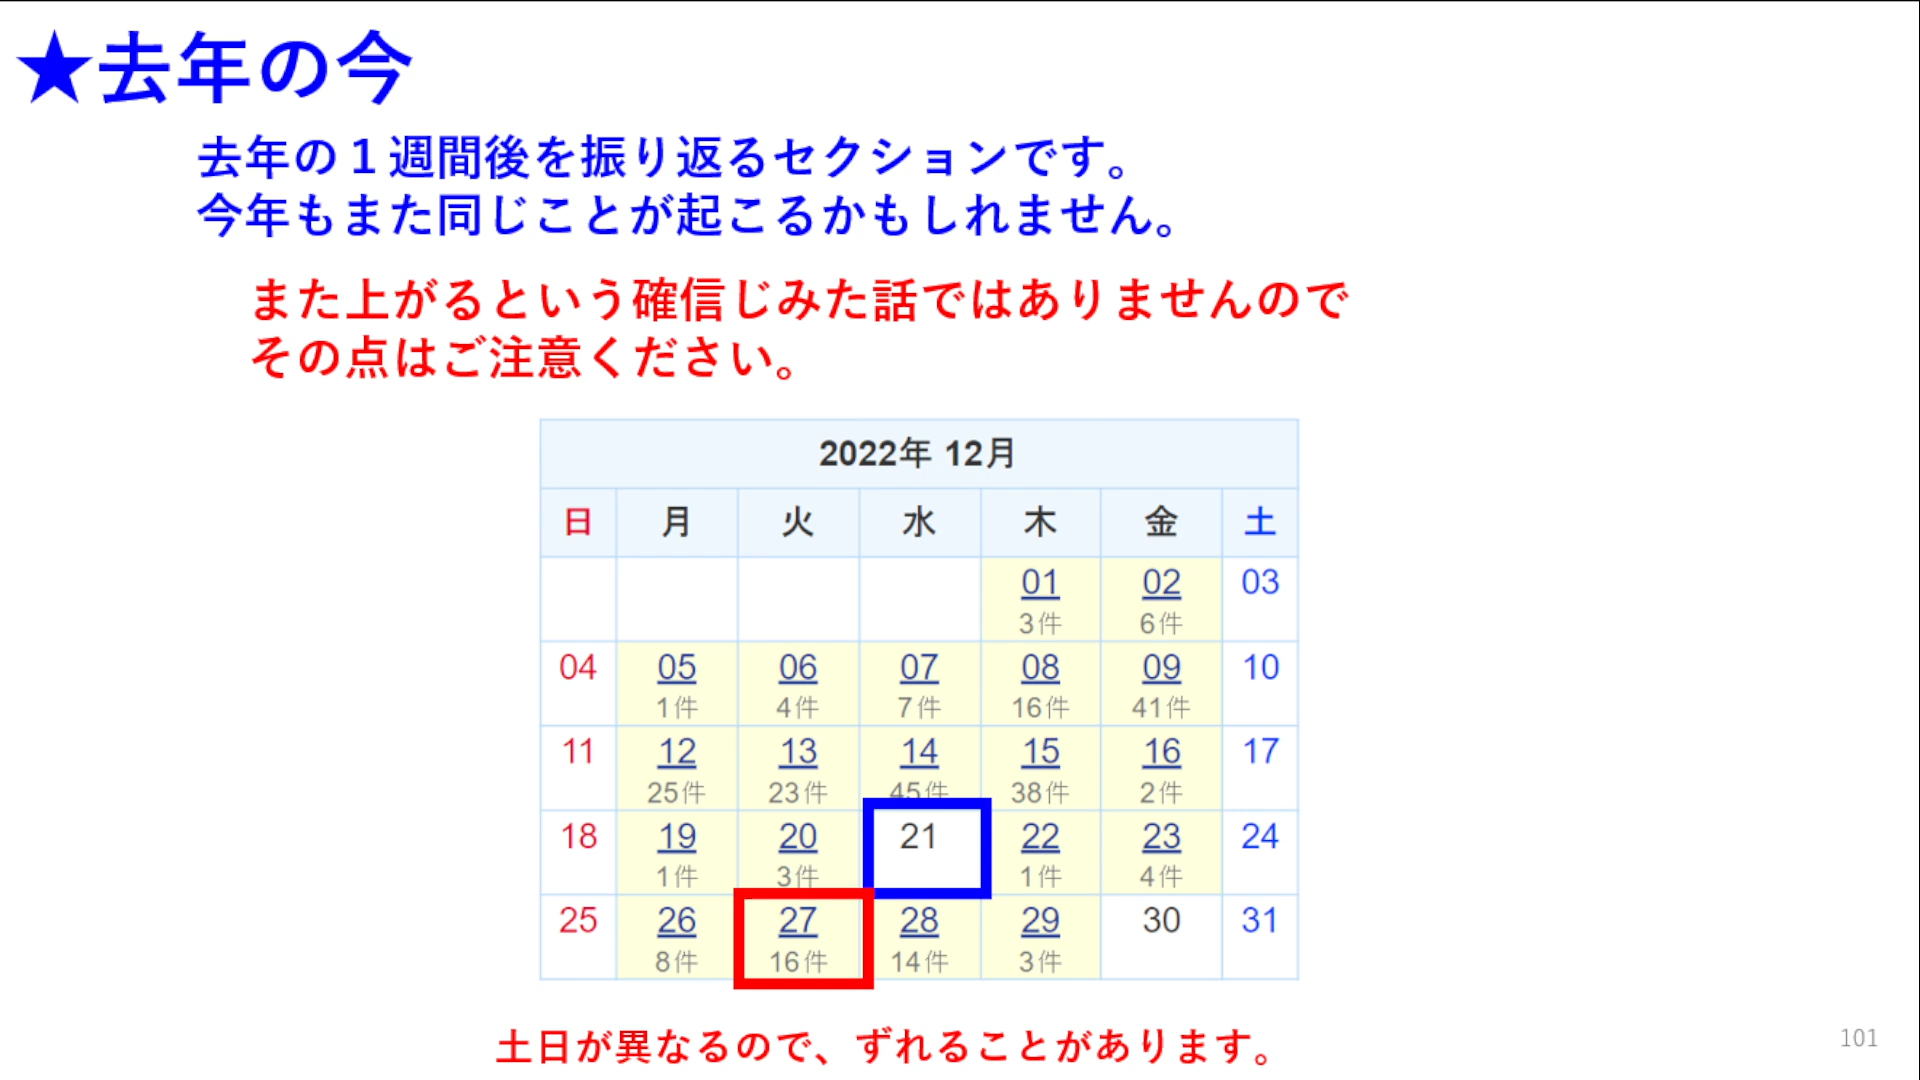 ★去年の今
去年の1週間後を振り返るセクションです。
今年もまた同じことが起こるかもしれません。
また上がるという確信じみた話ではありませんので
その点はご注意ください。
2022年 12月
日 月 火 水 木 金 土
01 02 03
3件 6件
04 05 06 07 08 09 10
1件 4件 7件 16件 41件
11 12 13 14 15 16 17
25件 23件 45件 38件 2件
18 19 20 21 22 23 24
1件 3件 1件 4件
25 26 27 28 29 30 31
8件 16件 14件 3件
土日が異なるので、ずれることがあります。
101